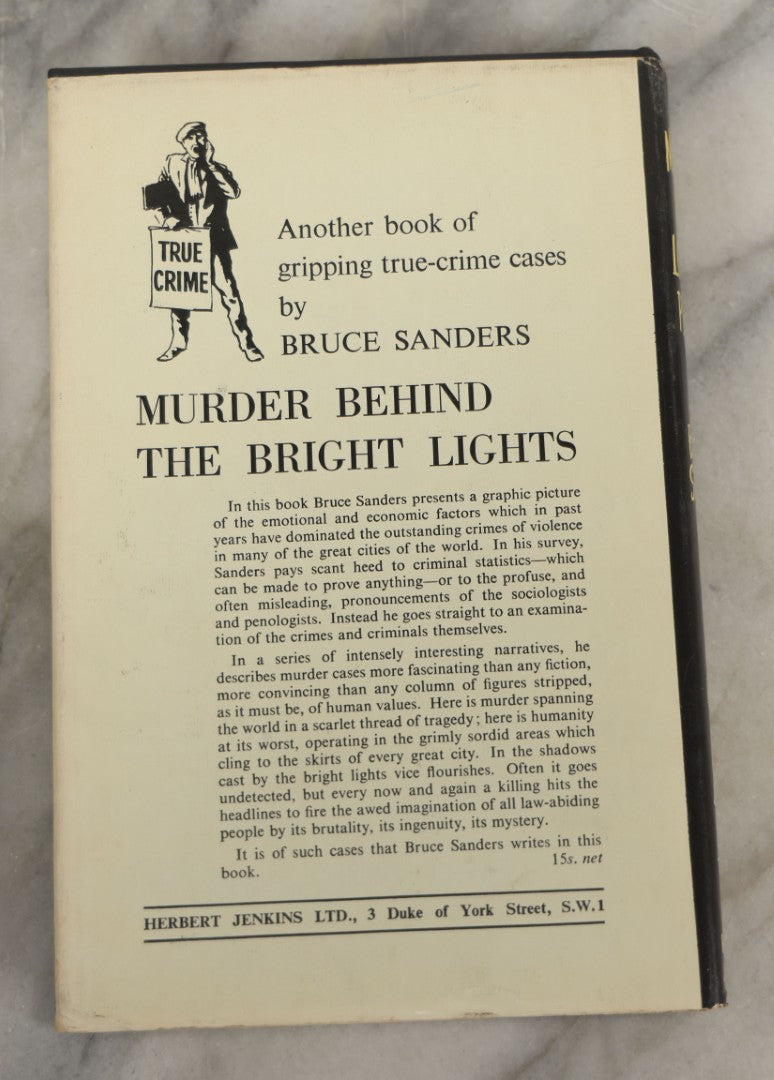 TRUE
CRIME
Another book of
gripping true-crime cases
by
BRUCE SANDERS
MURDER BEHIND
THE BRIGHT LIGHTS
In this book Bruce Sanders presents a graphic picture
of the emotional and economic factors which in past
years have dominated the outstanding crimes of violence
in many of the great cities of the world. In his survey,
Sanders pays scant heed to criminal statistics—which
can be made to prove anything—or to the profuse, and
often misleading, pronouncements of the sociologists
and penologists. Instead he goes straight to an examina-
tion of the crimes and criminals themselves.
In a series of intensely interesting narratives, he
describes murder cases more fascinating than any fiction,
more convincing than any column of figures stripped,
as it must be, of human values. Here is murder spanning
the world in a scarlet thread of tragedy; here is humanity
at its worst, operating in the grimly sordid areas which
cling to the skirts of every great city. In the shadows
cast by the bright lights vice flourishes. Often it goes
undetected, but every now and again a killing hits the
headlines to fire the awed imagination of all law-abiding
people by its brutality, its ingenuity, its mystery.
It is of such cases that Bruce Sanders writes in this
book. 15s. net
HERBERT JENKINS LTD., 3 Duke of York Street, S.W.1